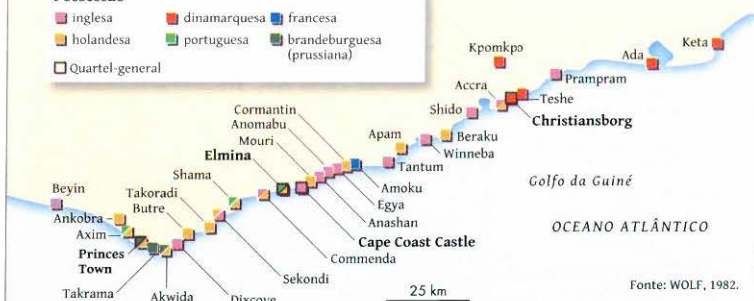 inglesa
dinamarquesa
francesa
holandesa
portuguesa
brandeburguesa
(prussiana)
Quartel-general
Keta
Ada
Kpomkpo
Prampram
Accra
Teshe
Shido
Christiansborg
Cormantin
Anomabu
Mouri
Apam
Beraku
Winneba
Elmina
Tantum
Shama
Amoku
Golfo da Guiné
Beyin
Takoradi
Egya
Butre
Anashan
OCEANO ATLÂNTICO
Ankobra
Cape Coast Castle
Axim
Commenda
Princes
Town
Sekondi
Takrama
Akwida
Dixcove
25 km
Fonte: WOLF, 1982.